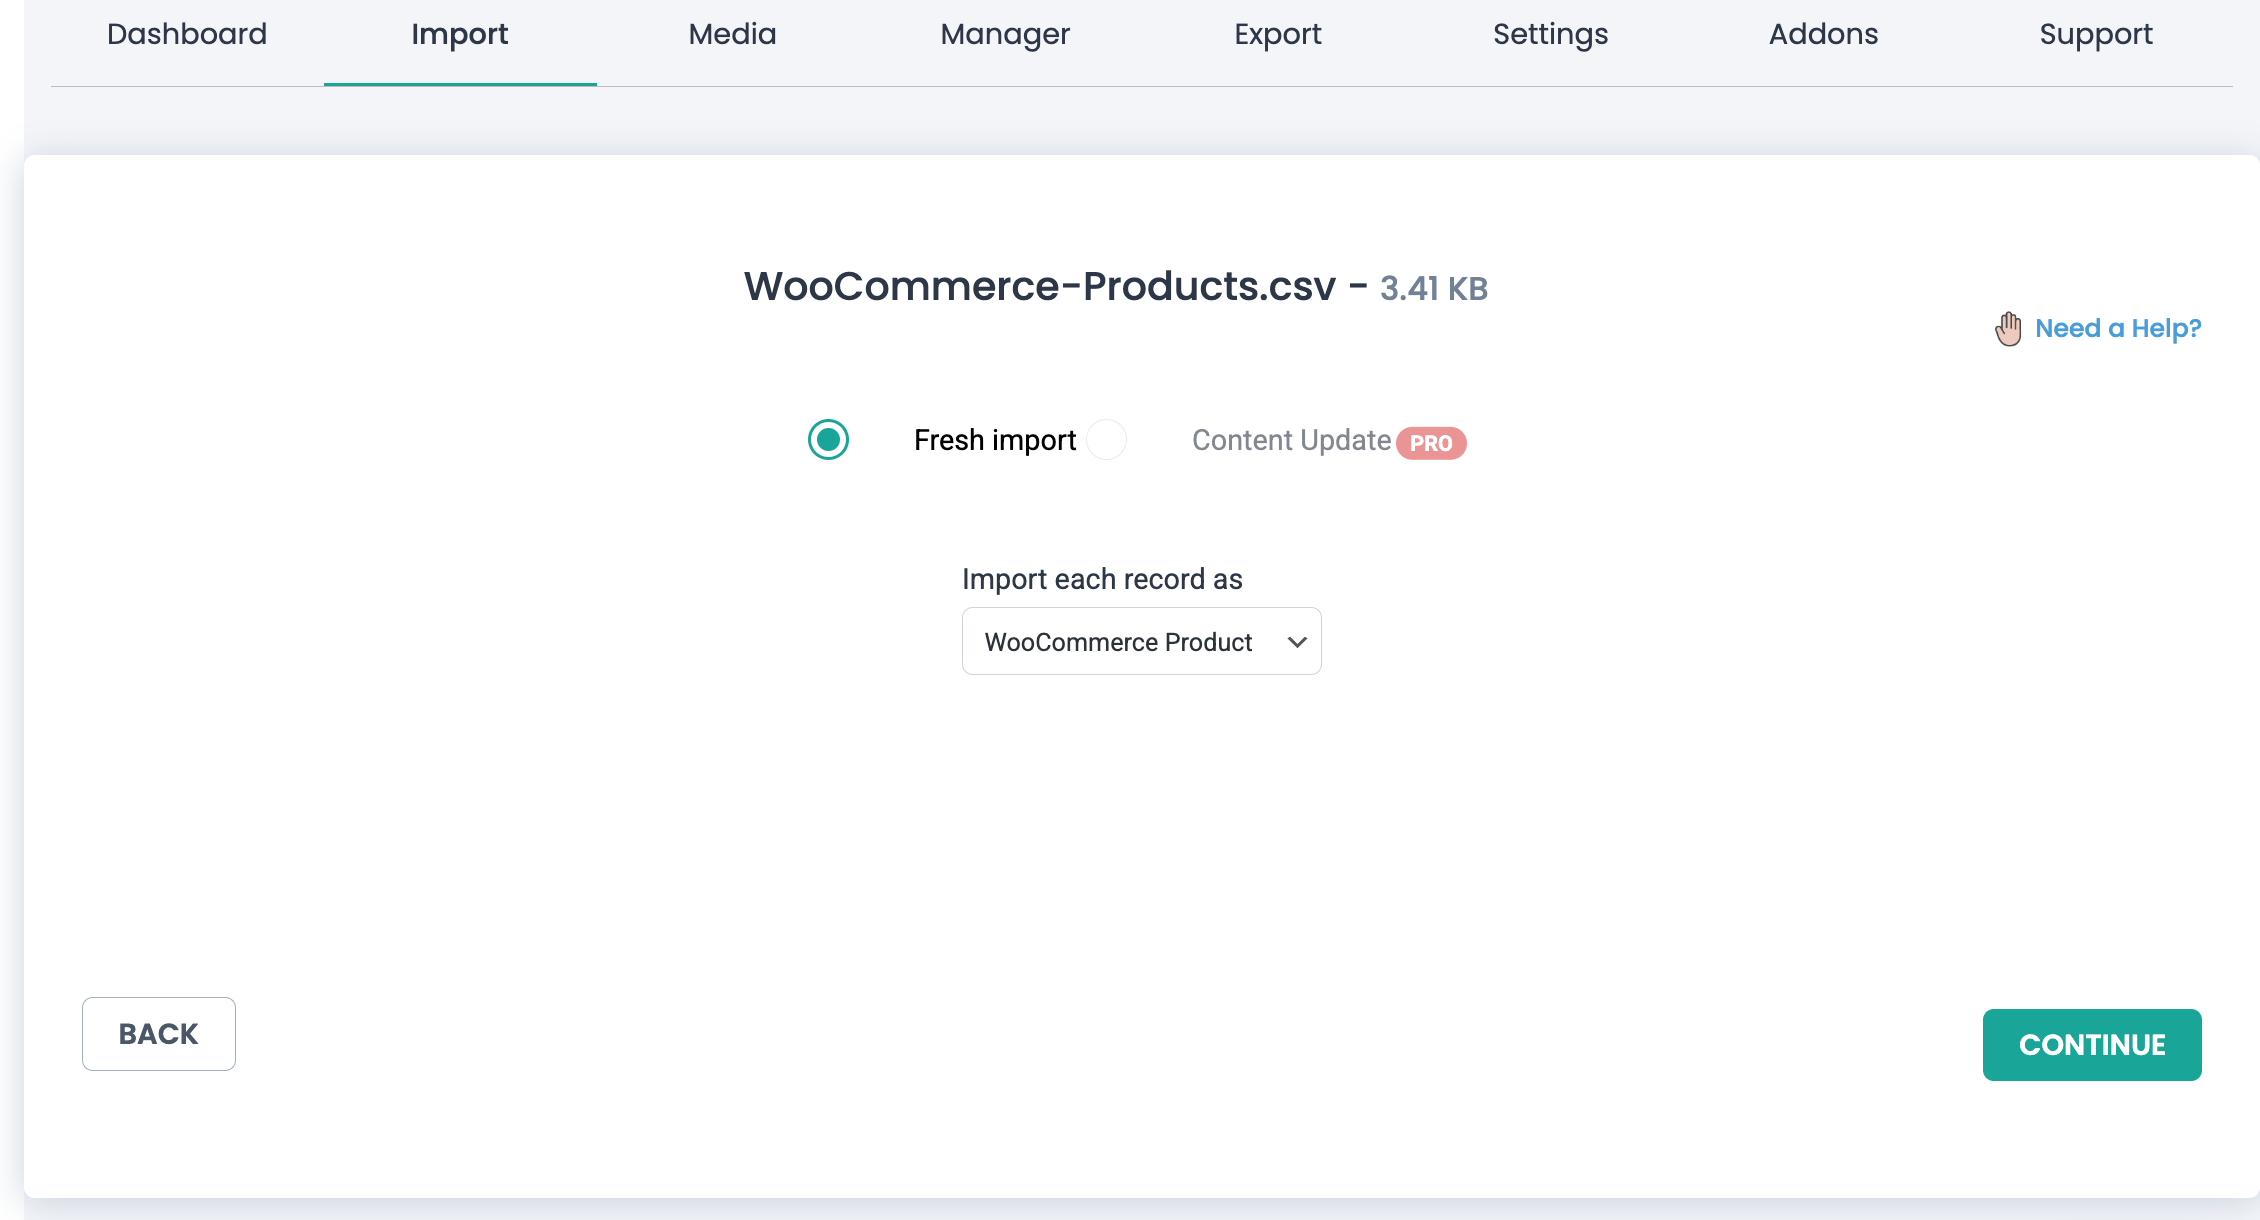 Dashboard Import Media Manager Export Settings Addons Support
WooCommerce-Products.csv - 3.41 KB
Need a Help?
Fresh import Content Update PRO
Import each record as
WooCommerce Product
BACK
CONTINUE